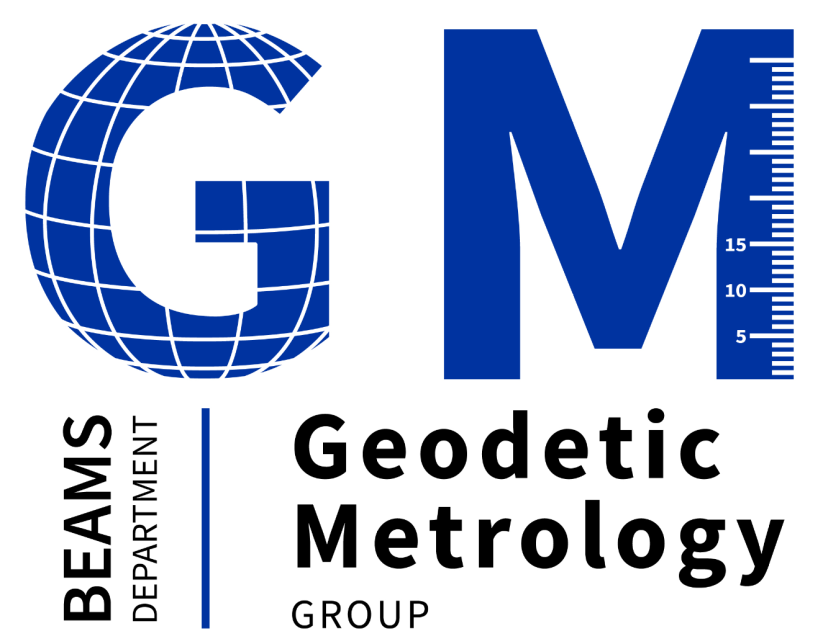 GM
15
10
5
BEAMS
DEPARTMENT
Geodetic
Metrology
GROUP